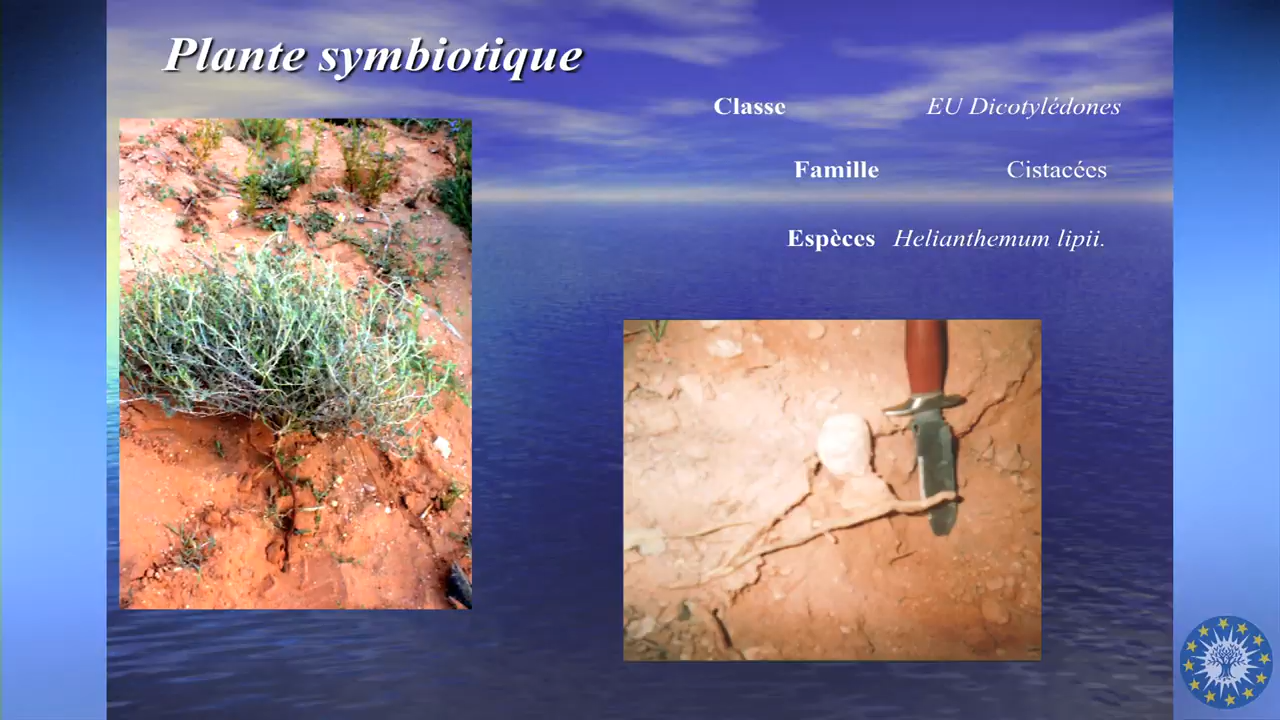 Plante symbiotique
Classe EU Dicotylédones
Famille Cistacées
Espèces Helianthemum lipii.